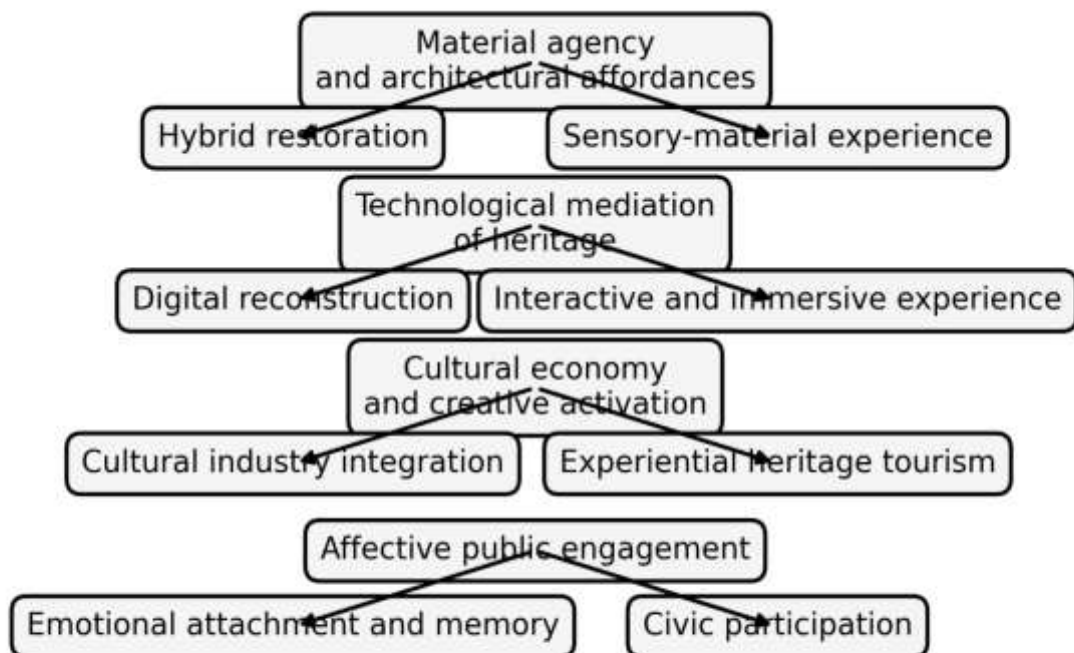 Material agency
and architectural affordances
Hybrid restoration
Sensory-material experience
Technological mediation
of heritage
Digital reconstruction
Interactive and immersive experience
Cultural economy
and creative activation
Cultural industry integration
Experiential heritage tourism
Affective public engagement
Emotional attachment and memory
Civic participation